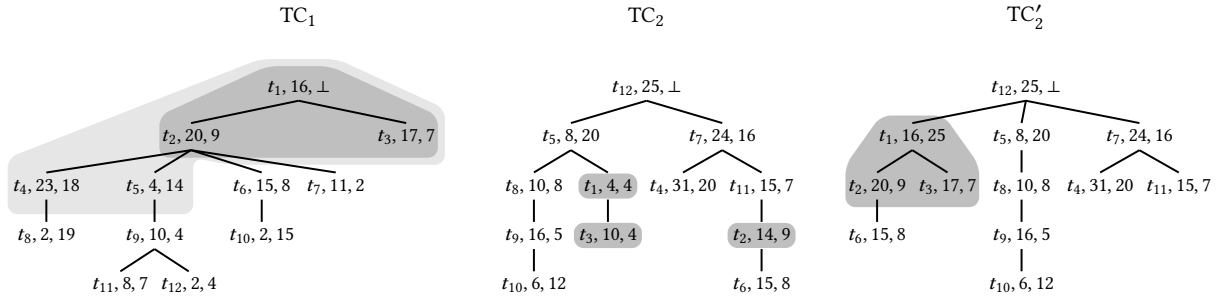 TC₁ TC₂ TC′₂
t₁, 16, ⊥ t₁₂, 25, ⊥ t₁₂, 25, ⊥
t₂, 20, 9 t₃, 17, 7 t₅, 8, 20 t₇, 24, 16 t₁, 16, 25 t₅, 8, 20 t₇, 24, 16
t₄, 23, 18 t₅, 4, 14 t₆, 15, 8 t₇, 11, 2 t₈, 10, 8 t₁, 4, 4 t₄, 31, 20 t₁₁, 15, 7 t₂, 20, 9 t₃, 17, 7 t₈, 10, 8 t₄, 31, 20 t₁₁, 15, 7
t₈, 2, 19 t₉, 10, 4 t₁₀, 2, 15 t₉, 16, 5 t₃, 10, 4 t₂, 14, 9 t₆, 15, 8 t₉, 16, 5
t₁₁, 8, 7 t₁₂, 2, 4 t₁₀, 6, 12 t₆, 15, 8 t₁₀, 6, 12